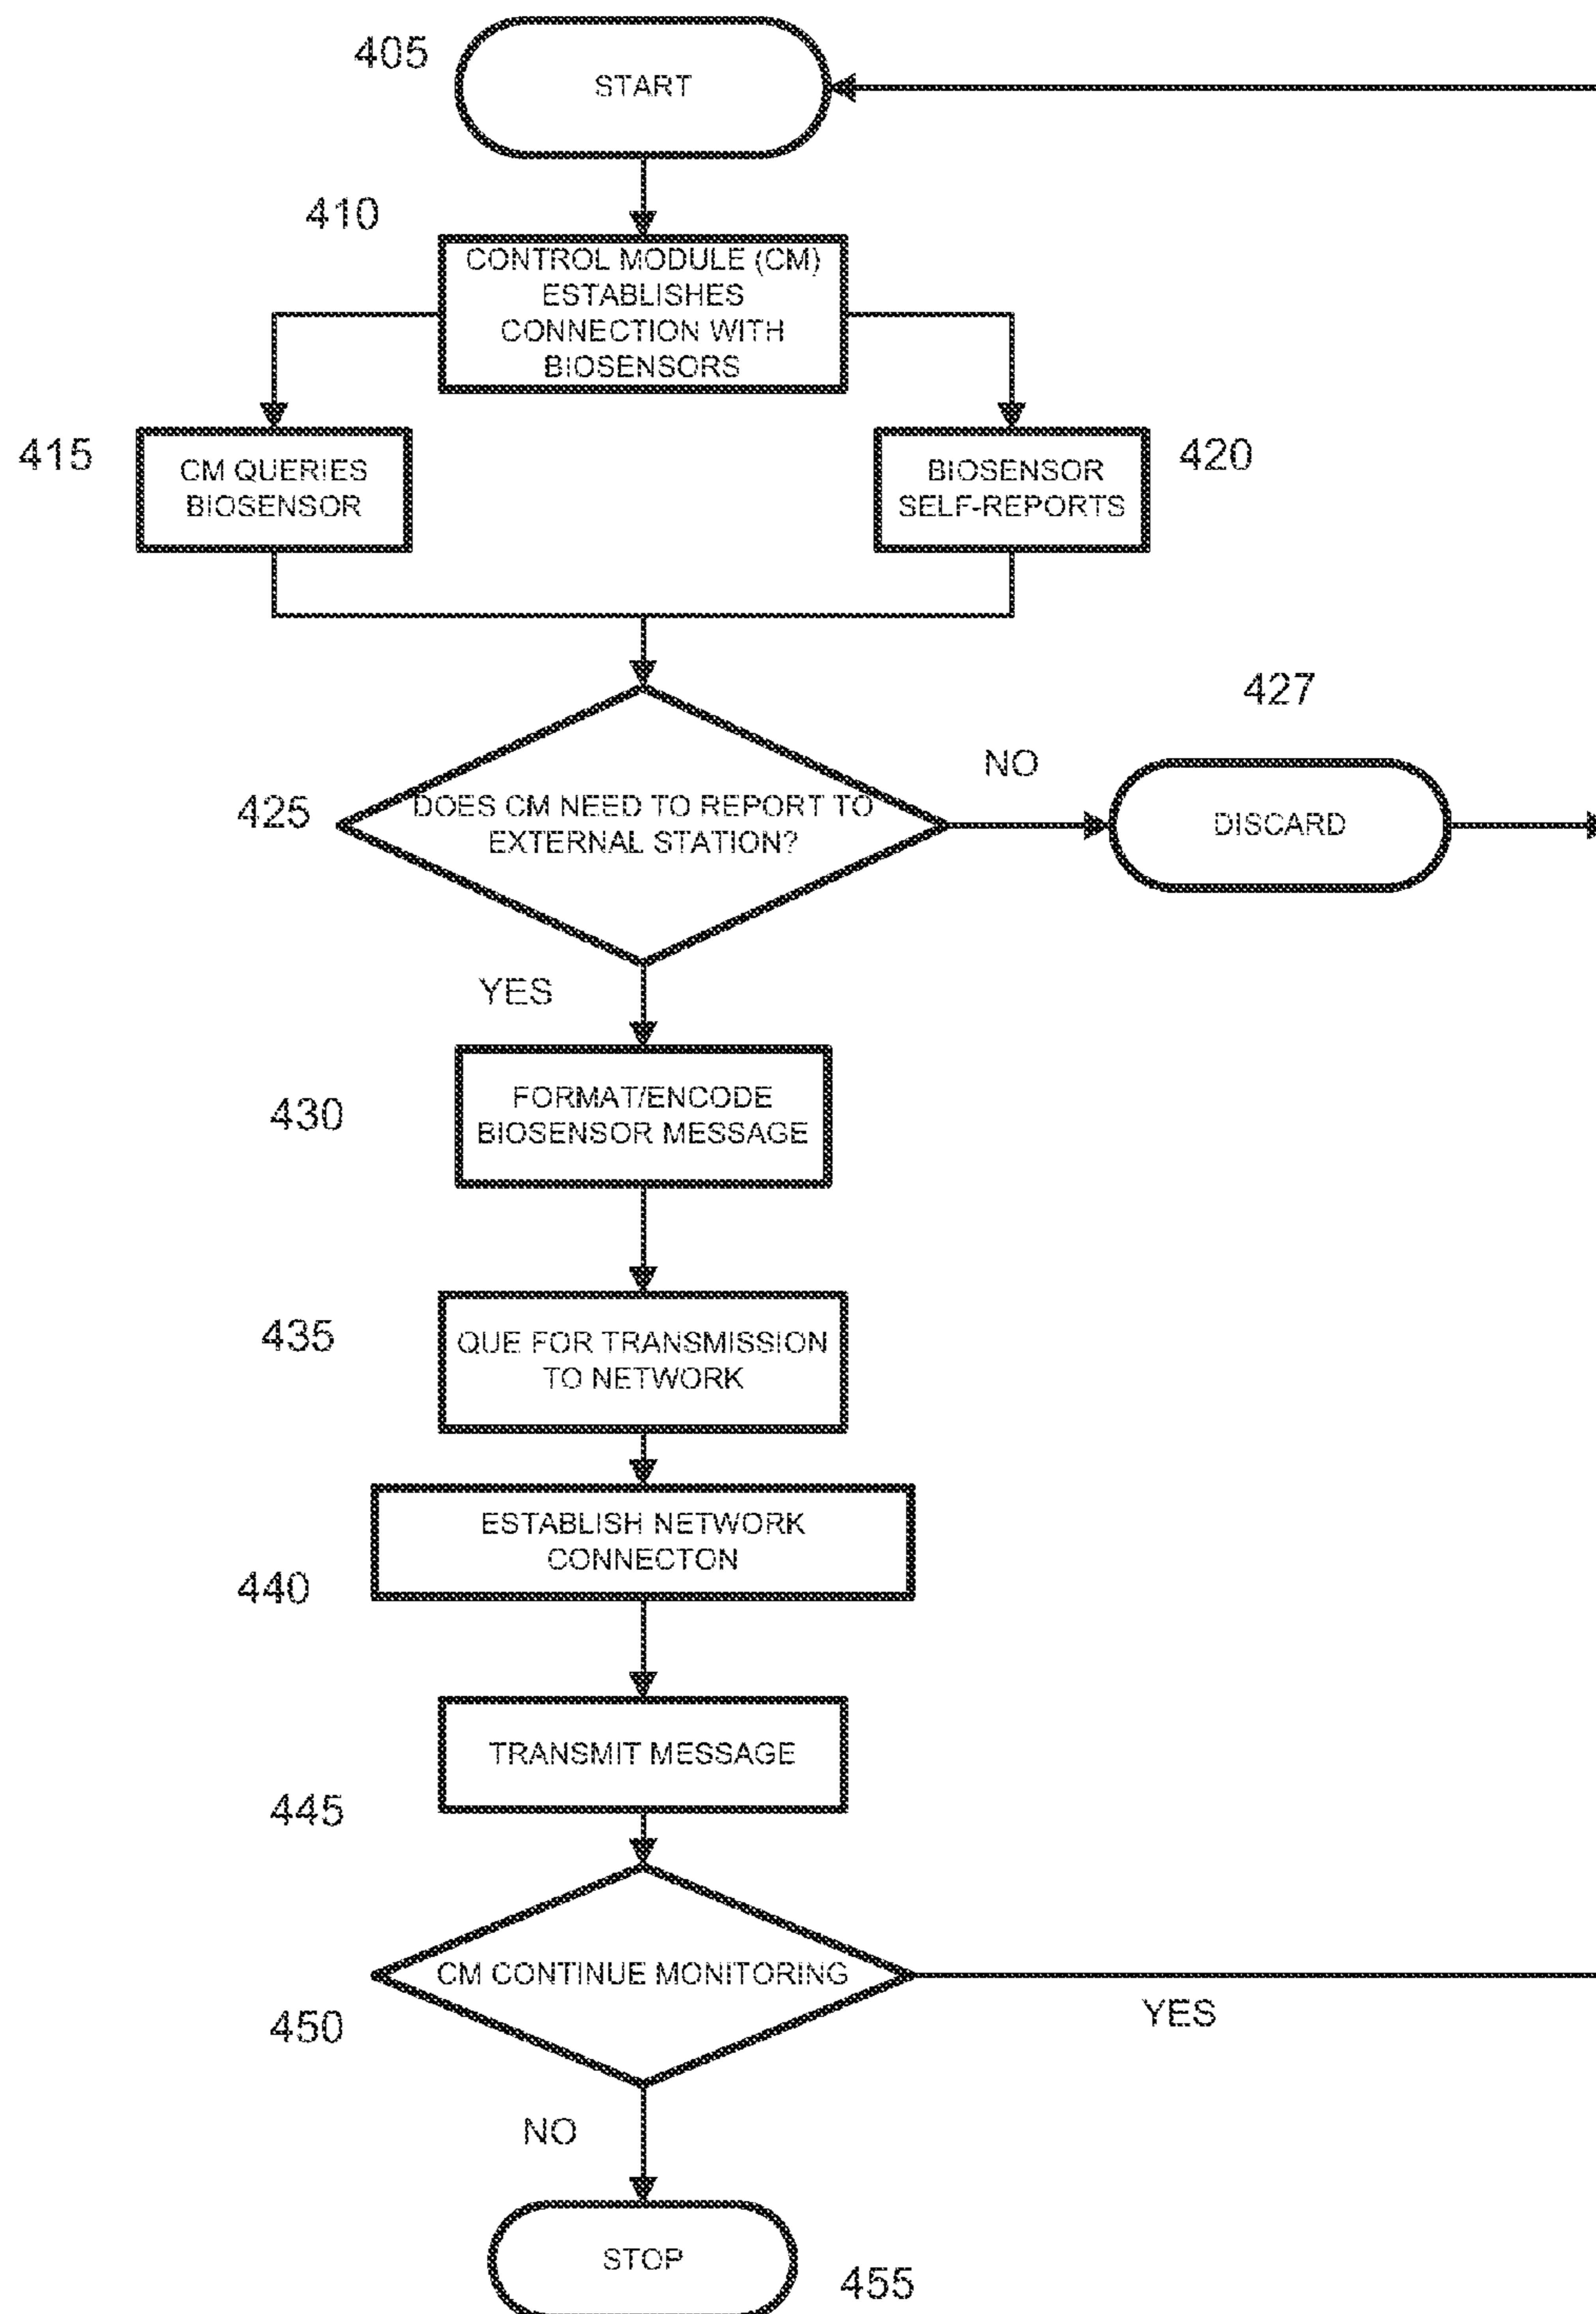 405
START
410
CONTROL MODULE (CM)
ESTABLISHES
CONNECTION WITH
BIOSENSORS
415
CM QUERIES
BIOSENSOR
BIOSENSOR
SELF-REPORTS
420
427
425
DOES CM NEED TO REPORT TO
EXTERNAL STATION?
NO
DISCARD
YES
430
FORMAT/ENCODE
BIOSENSOR MESSAGE
435
QUE FOR TRANSMISSION
TO NETWORK
ESTABLISH NETWORK
CONNECTON
440
TRANSMIT MESSAGE
445
CM CONTINUE MONITORING
450
YES
NO
STOP
455